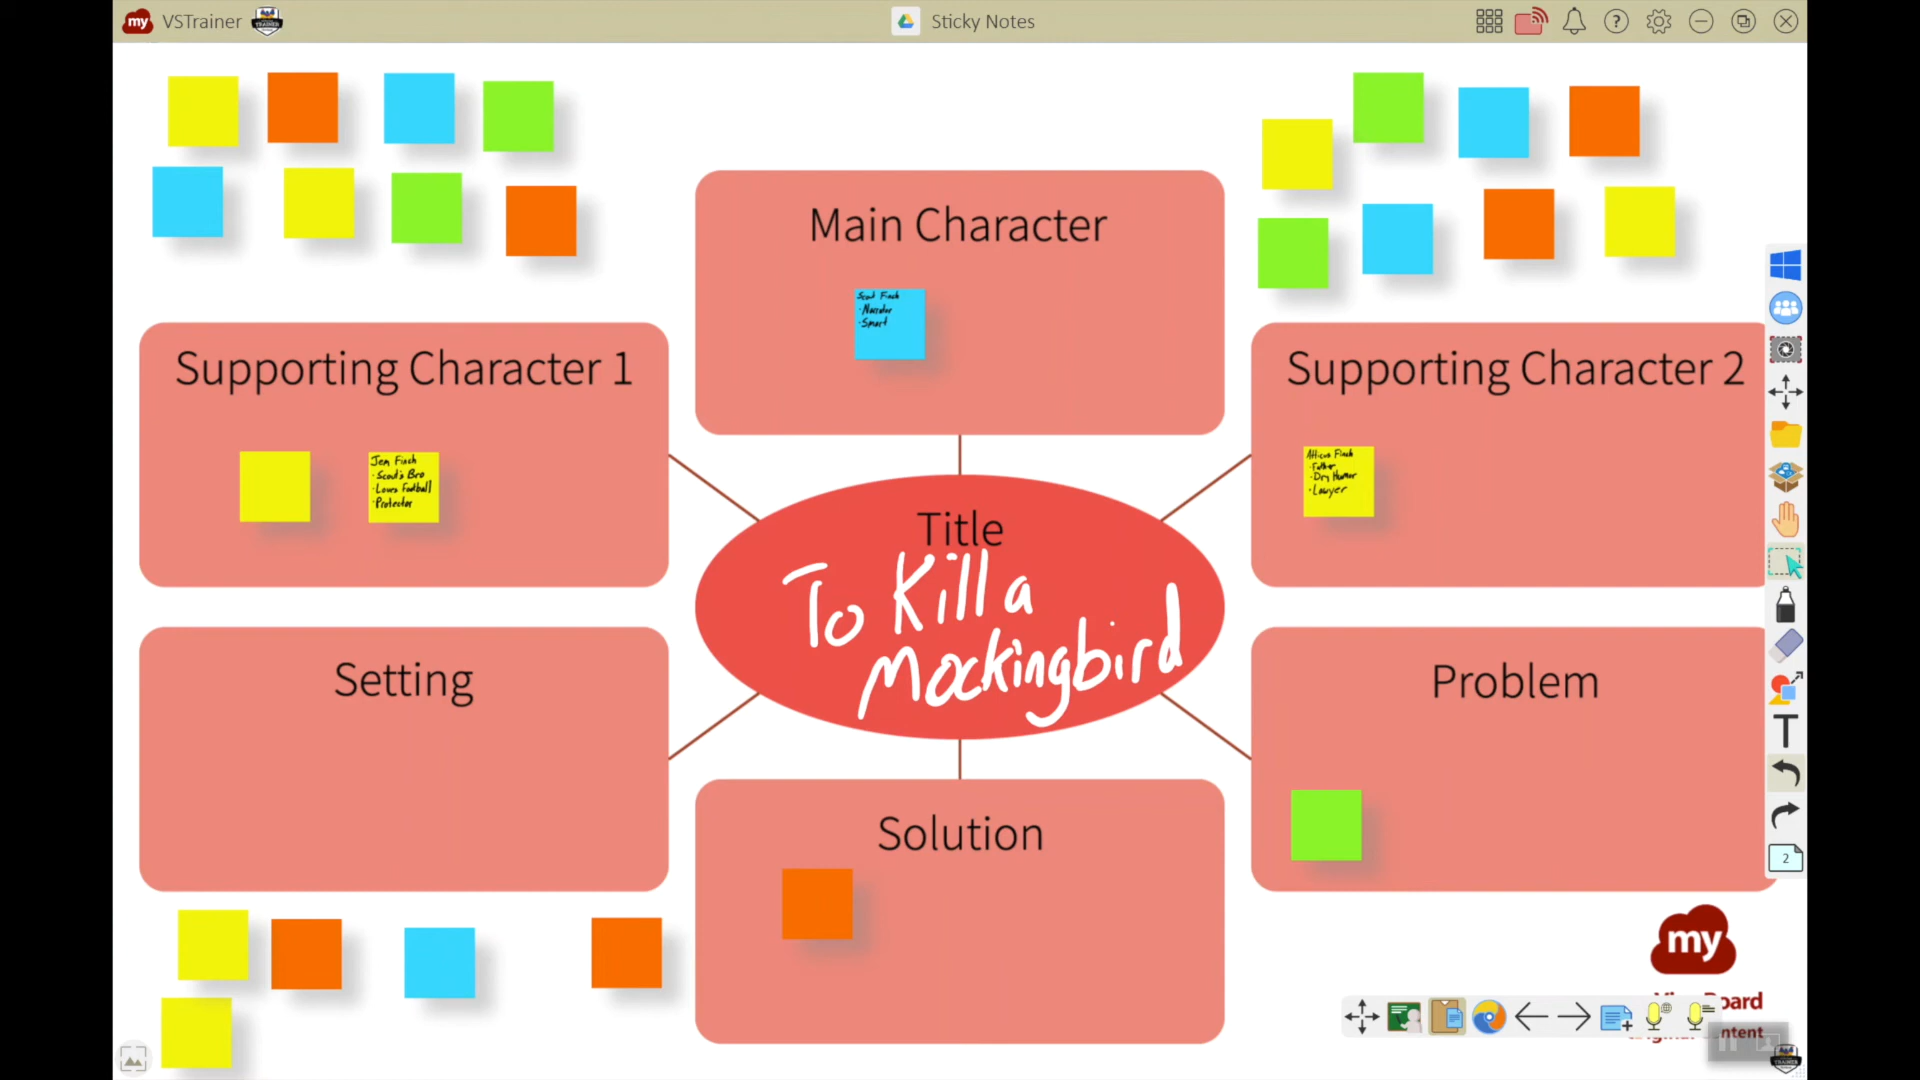 my VSTrainer
Sticky Notes
Main Character
Scout Finch
·Narrator
·Smart
Supporting Character 1
Jem Finch
·Scout's Bro
·Loves Football
·Protector
Supporting Character 2
Atticus Finch
·Father
·Dry Humor
·Lawyer
Title
To Kill a
Mockingbird
Setting
Problem
Solution
T
2
my